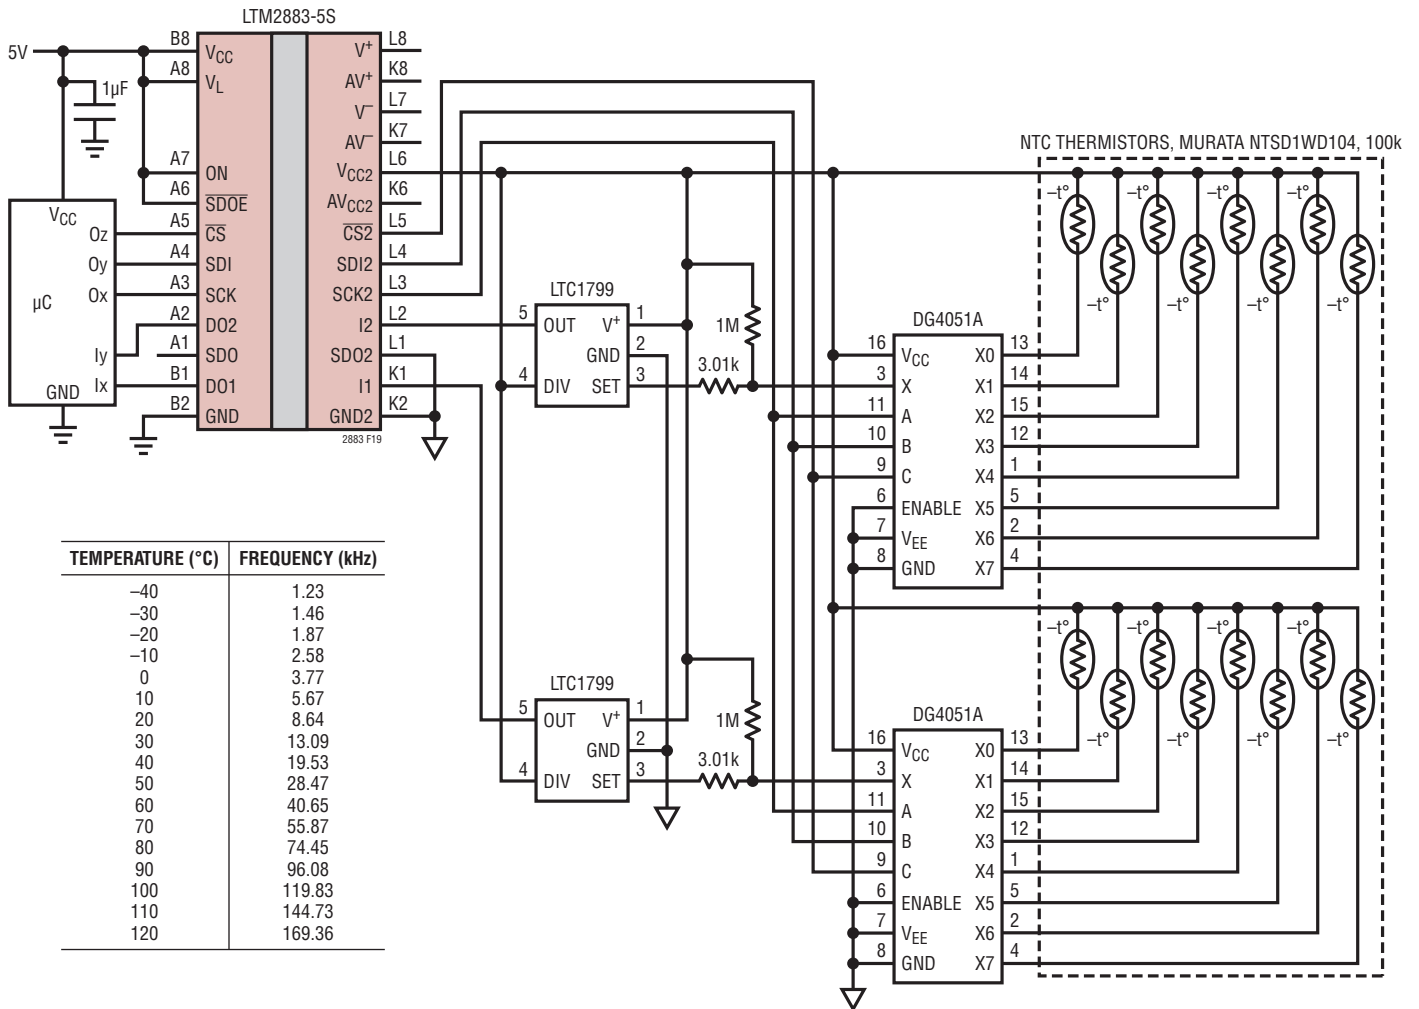 LTM2883-5S
5V
1µF
B8
A8
A7
A6
A5
A4
A3
A2
A1
B1
B2
VCC
VL
ON
SDOE
CS
SDI
SCK
DO2
SDO
DO1
GND
V+
AV+
V–
AV–
VCC2
AVCC2
CS2
SDI2
SCK2
I2
SDO2
I1
GND2
L8
K8
L7
K7
L6
K6
L5
L4
L3
L2
L1
K1
K2
2883 F19
VCC
Oz
Oy
Ox
µC
Iy
Ix
GND
LTC1799
5 OUT V+ 1
GND 2
4 DIV SET 3
1M
3.01k
LTC1799
5 OUT V+ 1
GND 2
4 DIV SET 3
1M
3.01k
NTC THERMISTORS, MURATA NTSD1WD104, 100k
–t° –t° –t° –t°
–t° –t° –t° –t°
DG4051A
16 VCC X0 13
3 X X1 14
11 A X2 15
10 B X3 12
9 C X4 1
6 ENABLE X5 5
7 VEE X6 2
8 GND X7 4
–t° –t° –t° –t°
–t° –t° –t° –t°
DG4051A
16 VCC X0 13
3 X X1 14
11 A X2 15
10 B X3 12
9 C X4 1
6 ENABLE X5 5
7 VEE X6 2
8 GND X7 4
TEMPERATURE (°C) FREQUENCY (kHz)
–40 1.23
–30 1.46
–20 1.87
–10 2.58
0 3.77
10 5.67
20 8.64
30 13.09
40 19.53
50 28.47
60 40.65
70 55.87
80 74.45
90 96.08
100 119.83
110 144.73
120 169.36